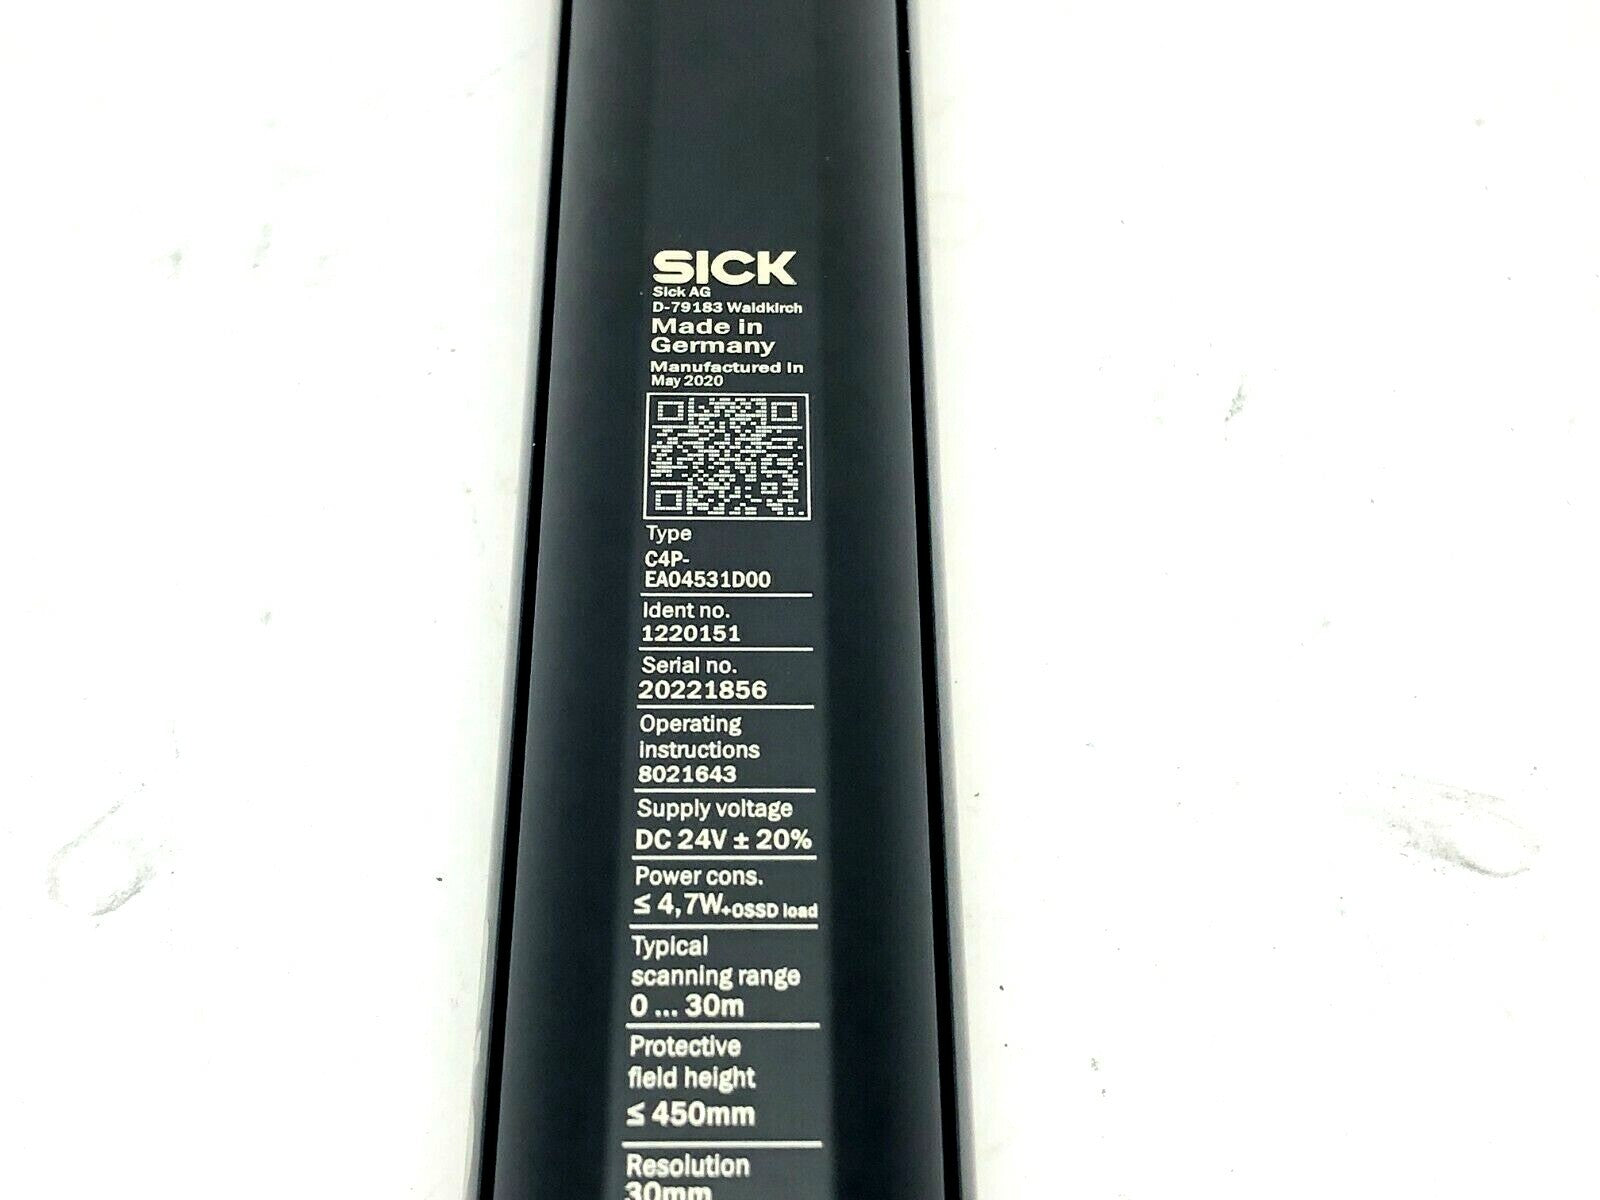 SICK
Sick AG
D-79183 Waldkirch
Made in
Germany
Manufactured in
May 2020
Type
C4P-
EA04531D00
Ident no.
1220151
Serial no.
20221856
Operating
instructions
8021643
Supply voltage
DC 24V ± 20%
Power cons.
≤ 4,7W+OSSD load
Typical
scanning range
0 ... 30m
Protective
field height
≤ 450mm
Resolution
30mm